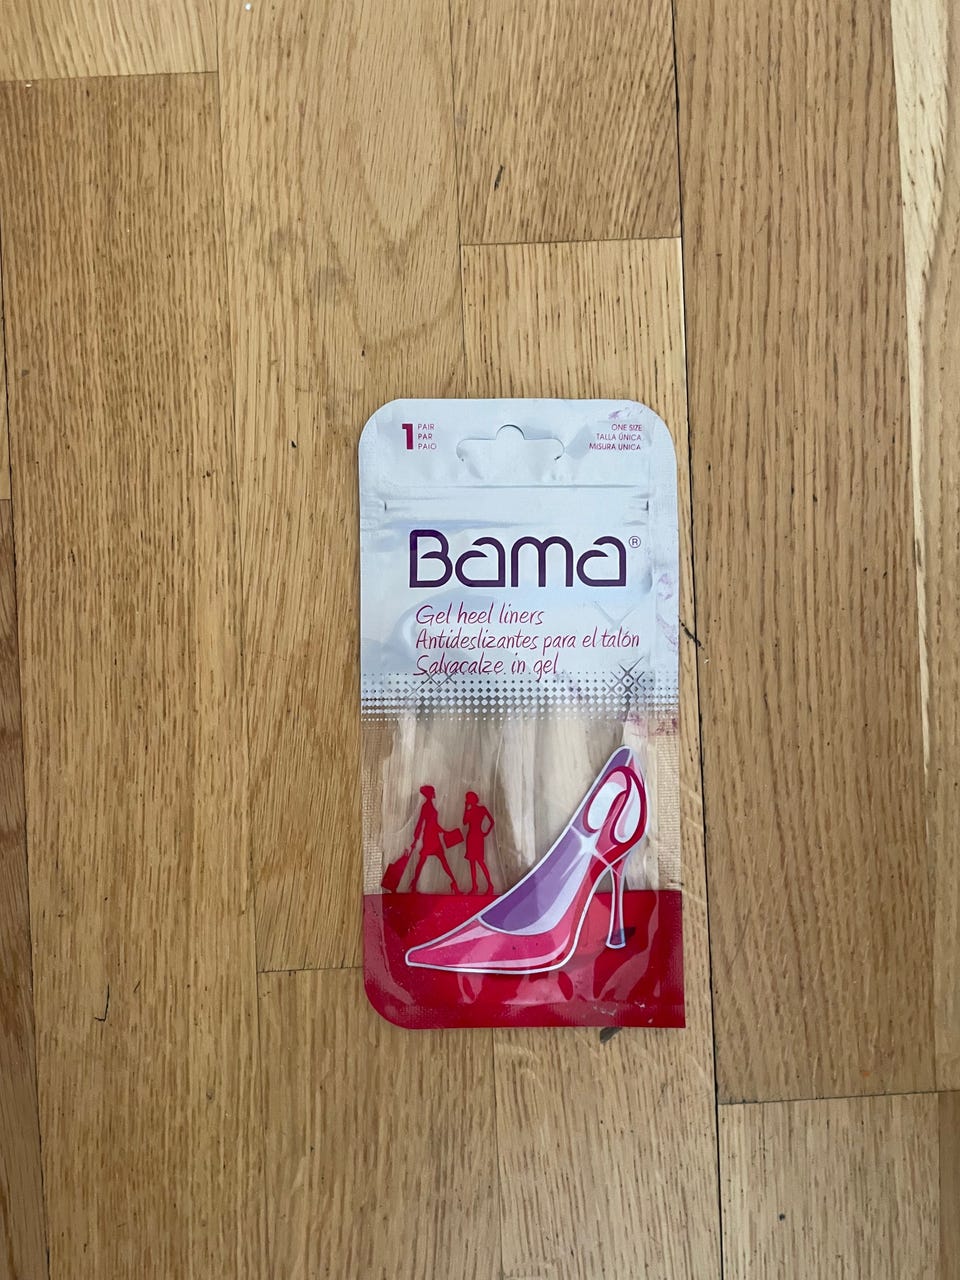 1 PAIR
PAR
PAIO
ONE SIZE
TALLA ÚNICA
MISURA UNICA
Bama®
Gel heel liners
Antideslizantes para el talón
Salvacalze in gel